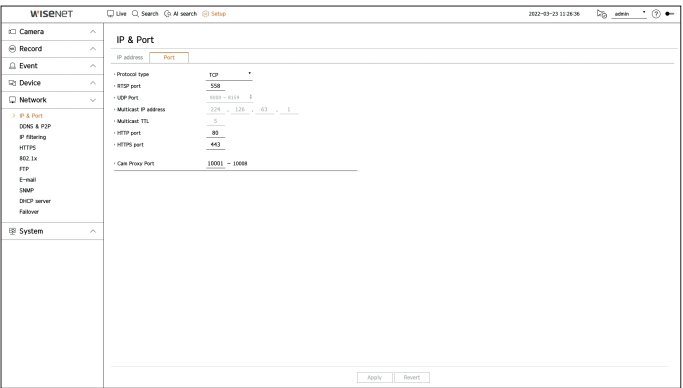 WISENET
Live Search AI search Setup
2022-03-23 11:26:36
admin
?
Camera
Record
Event
Device
Network
IP & Port
DDNS & P2P
IP filtering
HTTPS
802.1x
FTP
E-mail
SNMP
DHCP server
Failover
System
IP & Port
IP address Port
· Protocol type TCP
· RTSP port 558
· UDP Port
· Multicast IP address 224 . 126 . 63 . 1
· Multicast TTL 5
· HTTP port 80
· HTTPS port 443
· Cam Proxy Port 10001 ~ 10008
Apply Revert